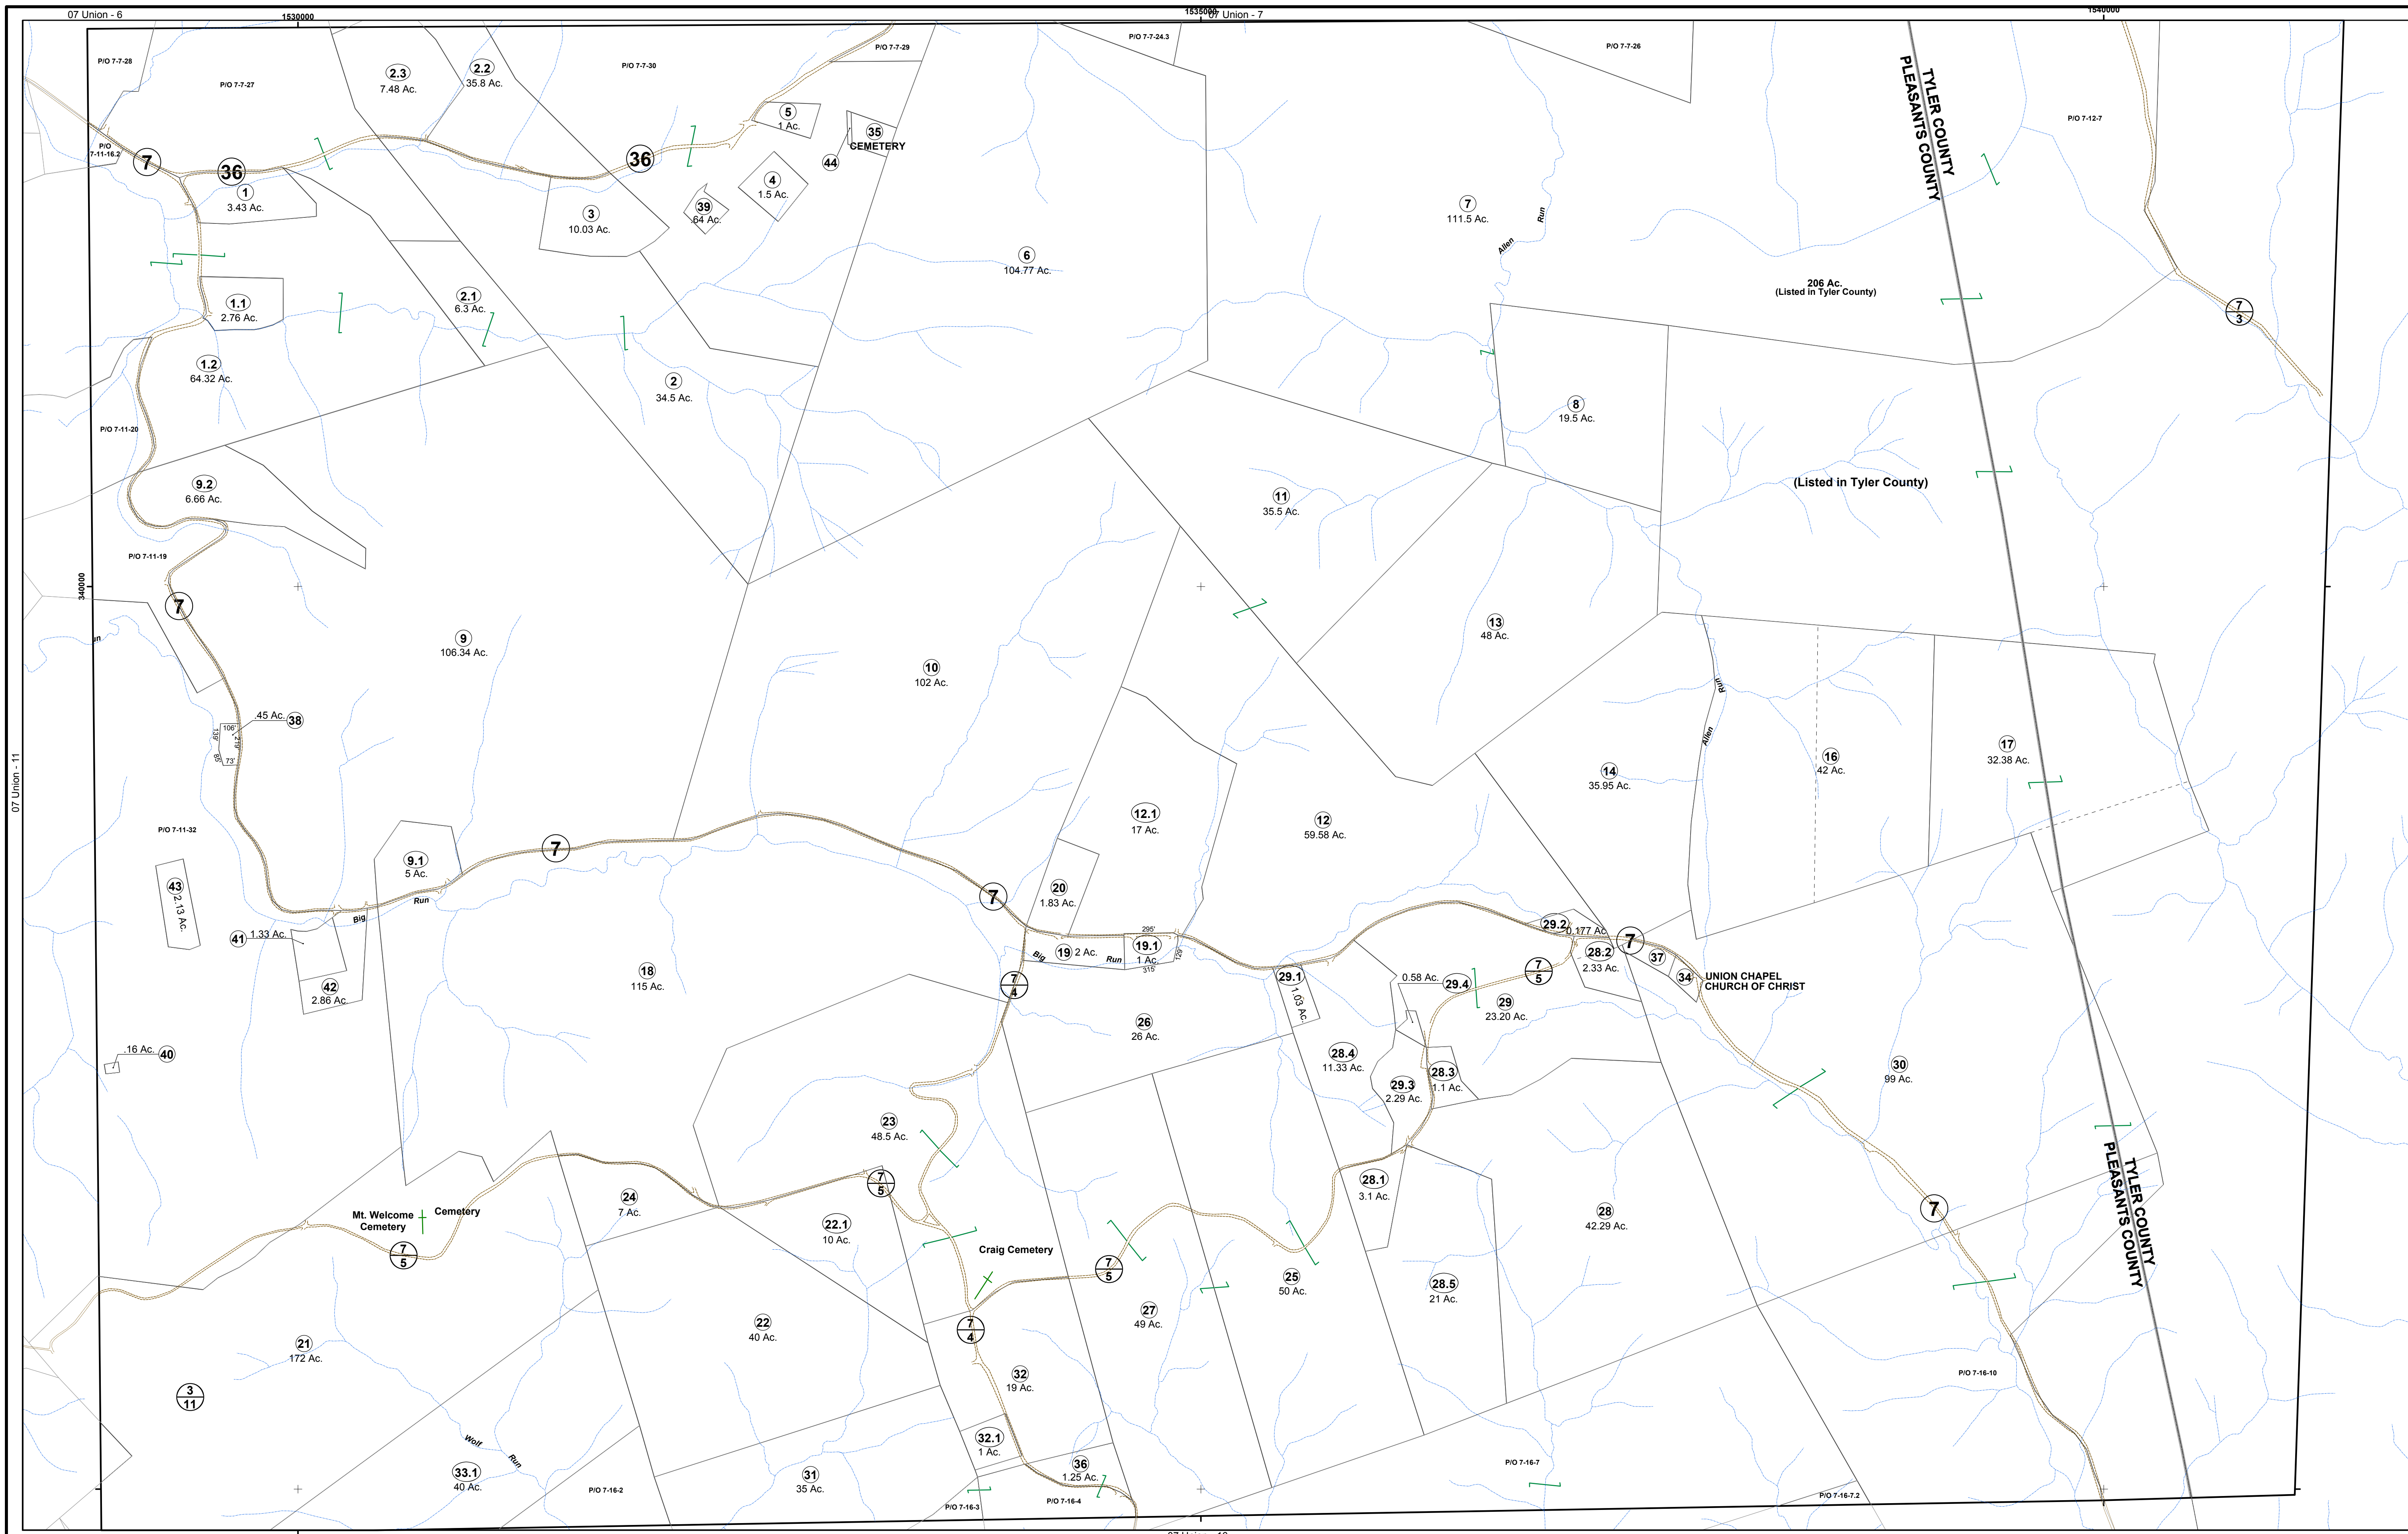 07 Union - 6
1530000
1535000
07 Union - 7
1540000
P/O 7-7-28
P/O 7-7-27
2.3
7.48 Ac.
2.2
35.8 Ac.
P/O 7-7-30
P/O 7-7-29
P/O 7-7-24.3
P/O 7-7-26
TYLER COUNTY
PLEASANTS COUNTY
P/O 7-12-7
P/O
7-11-16.2
7
36
1
3.43 Ac.
36
5
1 Ac.
35
CEMETERY
44
4
1.5 Ac.
39
.64 Ac.
3
10.03 Ac.
6
104.77 Ac.
7
111.5 Ac.
Allen
Run
206 Ac.
(Listed in Tyler County)
7
3
1.1
2.76 Ac.
2.1
6.3 Ac.
1.2
64.32 Ac.
2
34.5 Ac.
8
19.5 Ac.
P/O 7-11-20
9.2
6.66 Ac.
11
35.5 Ac.
(Listed in Tyler County)
P/O 7-11-19
340000
7
un
9
106.34 Ac.
10
102 Ac.
13
48 Ac.
Run
Allen
.45 Ac.
38
106'
139'
219'
85'
73'
14
35.95 Ac.
16
42 Ac.
17
32.38 Ac.
07 Union - 11
P/O 7-11-32
12.1
17 Ac.
12
59.58 Ac.
9.1
5 Ac.
7
43
2.13 Ac.
Big
Run
7
20
1.83 Ac.
41
1.33 Ac.
42
2.86 Ac.
18
115 Ac.
19
2 Ac.
Big
Run
295'
19.1
1 Ac.
315'
129'
7
4
29.1
1.03 Ac.
29.2
0.177 Ac
28.2
2.33 Ac.
7
37
34
UNION CHAPEL
CHURCH OF CHRIST
7
5
0.58 Ac.
29.4
29
23.20 Ac.
26
26 Ac.
.16 Ac.
40
28.4
11.33 Ac.
29.3
2.29 Ac.
28.3
1.1 Ac.
30
99 Ac.
23
48.5 Ac.
7
5
24
7 Ac.
28.1
3.1 Ac.
28
42.29 Ac.
7
TYLER COUNTY
PLEASANTS COUNTY
Mt. Welcome
Cemetery
Cemetery
7
5
22.1
10 Ac.
Craig Cemetery
7
5
25
50 Ac.
28.5
21 Ac.
27
49 Ac.
7
4
22
40 Ac.
21
172 Ac.
3
11
32
19 Ac.
P/O 7-16-10
Wolf
Run
32.1
1 Ac.
33.1
40 Ac.
P/O 7-16-2
31
35 Ac.
36
1.25 Ac.
P/O 7-16-3
P/O 7-16-4
P/O 7-16-7
P/O 7-16-7.2